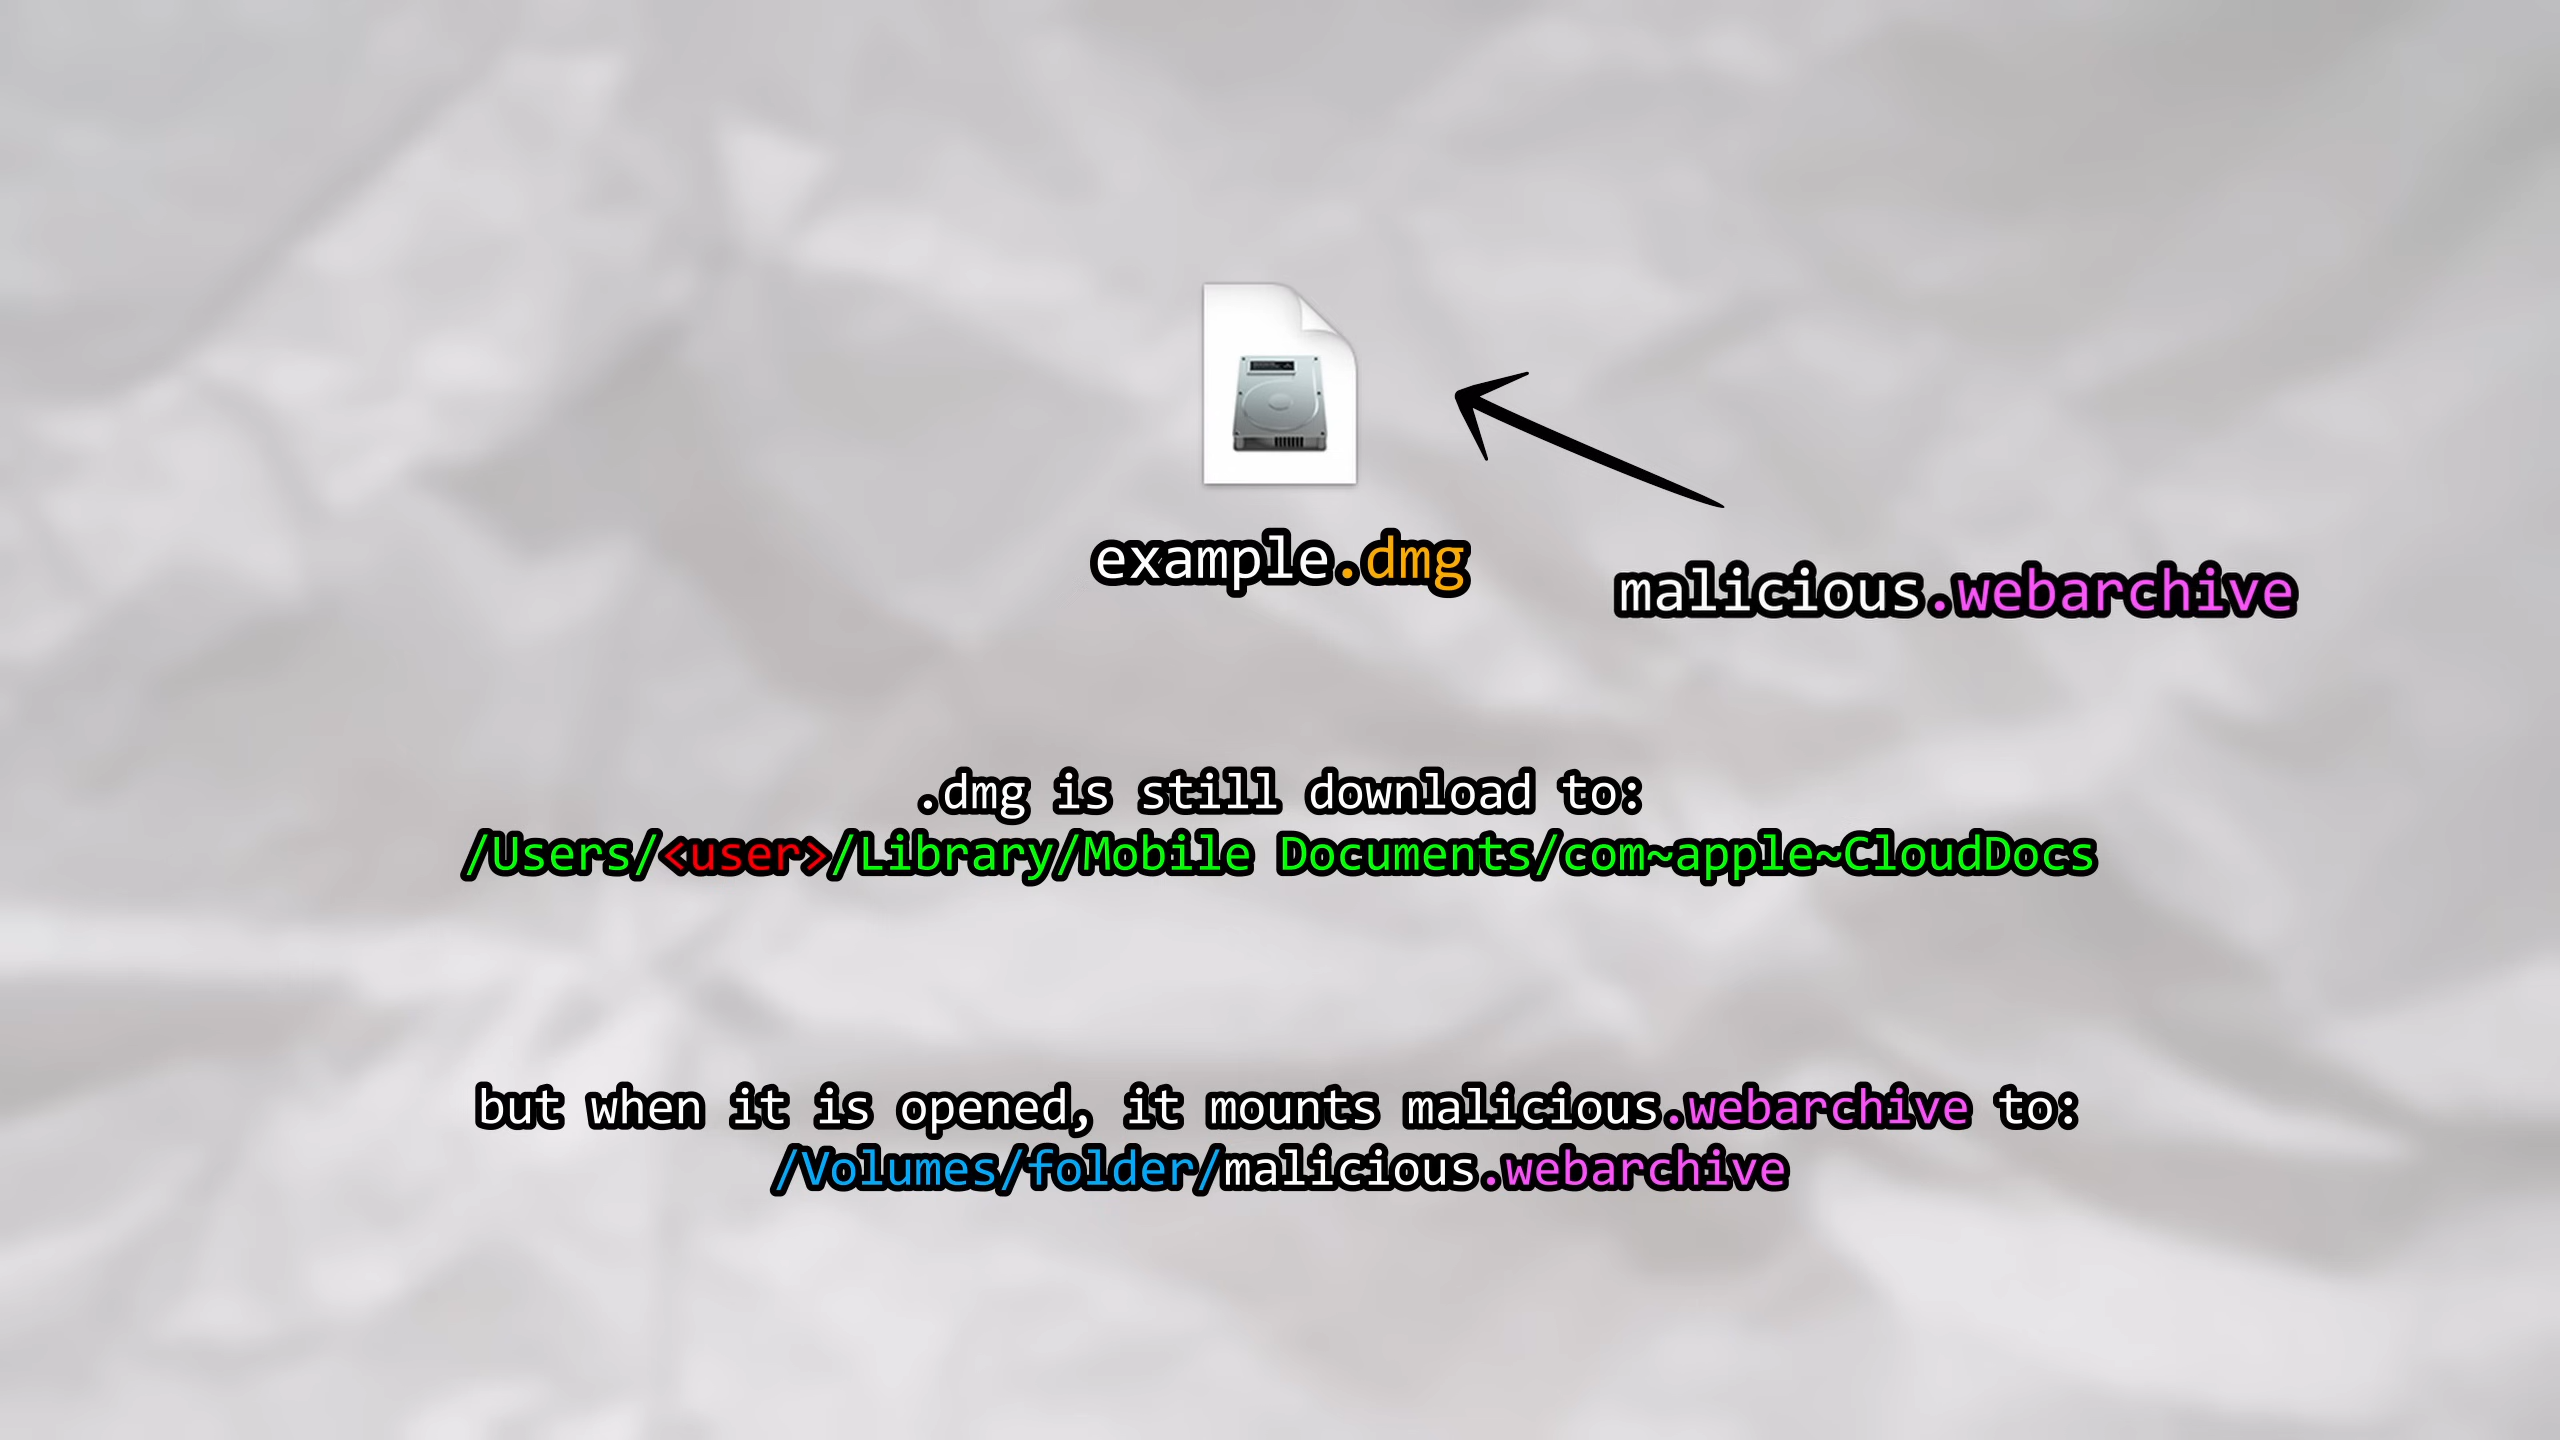 example.dmg
malicious.webarchive
.dmg is still download to:
/Users/<user>/Library/Mobile Documents/com~apple~CloudDocs
but when it is opened, it mounts malicious.webarchive to:
/Volumes/folder/malicious.webarchive